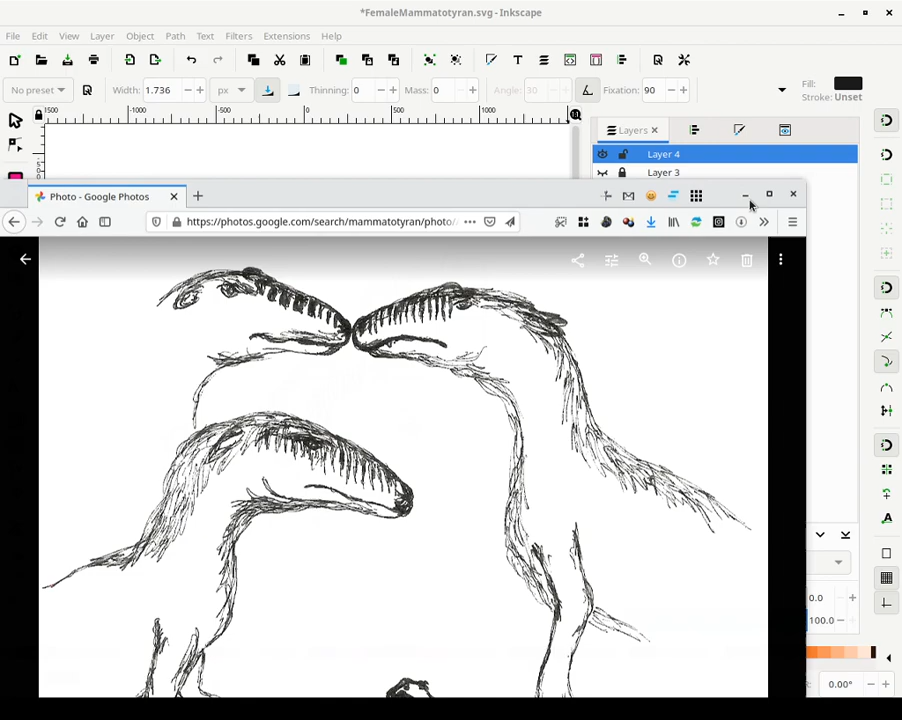 *FemaleMammatotyran.svg - Inkscape
File Edit View Layer Object Path Text Filters Extensions Help
No preset Width: 1.736 px Thinning: 0 Mass: 0 Angle: 30 Fixation: 90 Fill:
Stroke: Unset
-1000 0 500 1000
Layers
Layer 4
Layer 3
Photo - Google Photos
https://photos.google.com/search/mammatotyran/photo/
0.0
100.0
0.00°